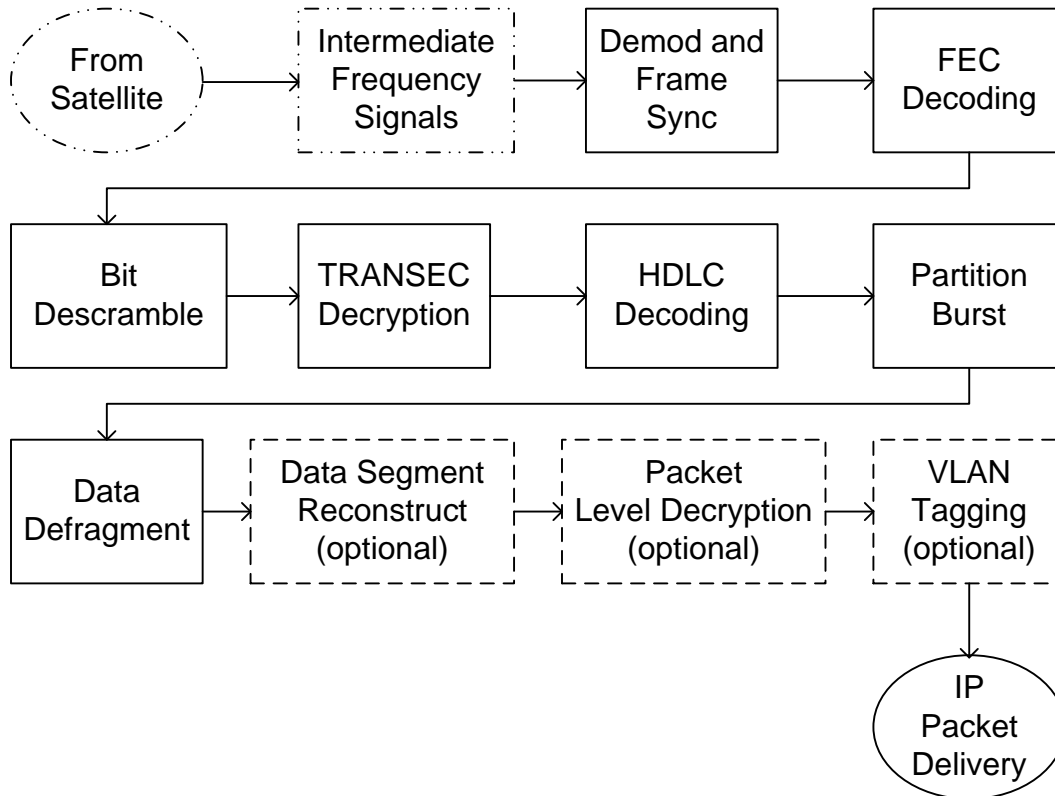 From
Satellite
Intermediate
Frequency
Signals
Demod and
Frame
Sync
FEC
Decoding
Bit
Descramble
TRANSEC
Decryption
HDLC
Decoding
Partition
Burst
Data
Defragment
Data Segment
Reconstruct
(optional)
Packet
Level Decryption
(optional)
VLAN
Tagging
(optional)
IP
Packet
Delivery